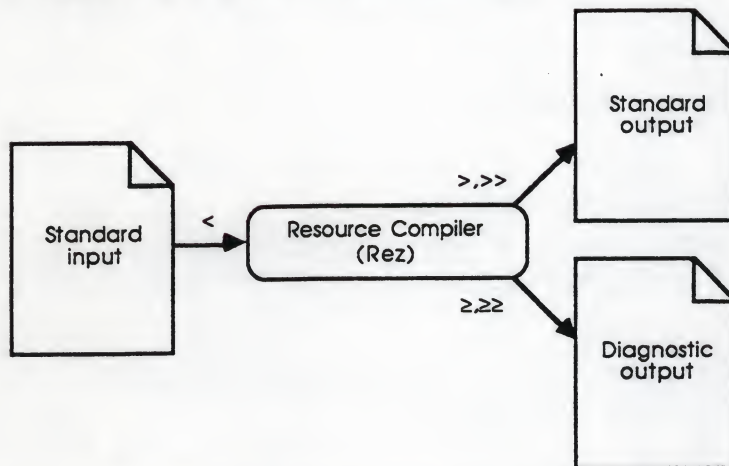 Standard
output
>,>>
<
Standard
input
Resource Compiler
(Rez)
≥,≥≥
Diagnostic
output